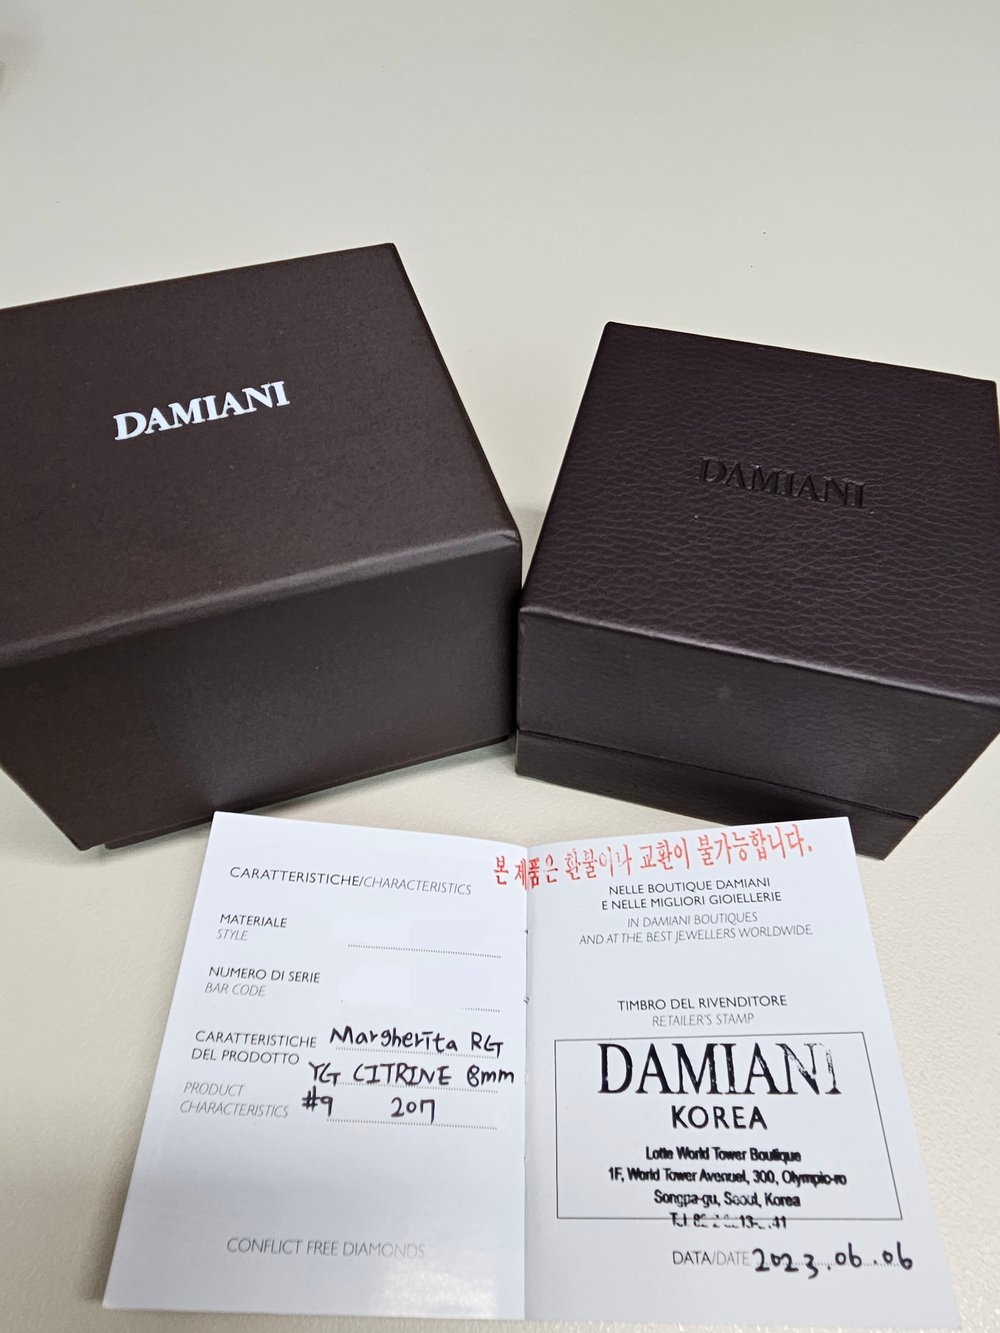 DAMIANI
DAMIANI
본 제품은 환불이나 교환이 불가능합니다.
CARATTERISTICHE/CHARACTERISTICS
MATERIALE
STYLE
NUMERO DI SERIE
BAR CODE
CARATTERISTICHE Margherita RG
DEL PRODOTTO YG CITRINE 8mm
PRODUCT
CHARACTERISTICS #9
CONFLICT FREE DIAMONDS
NELLE BOUTIQUE DAMIANI
E NELLE MIGLIORI GIOIELLERIE
IN DAMIANI BOUTIQUES
AND AT THE BEST JEWELLERS WORLDWIDE
TIMBRO DEL RIVENDITORE
RETAILER'S STAMP
DAMIANI
KOREA
Lotte World Tower Boutique
1F, World Tower Avenuel, 300, Olympic-ro
Songpa-gu, Seoul, Korea
DATA/DATE 2023.06.06